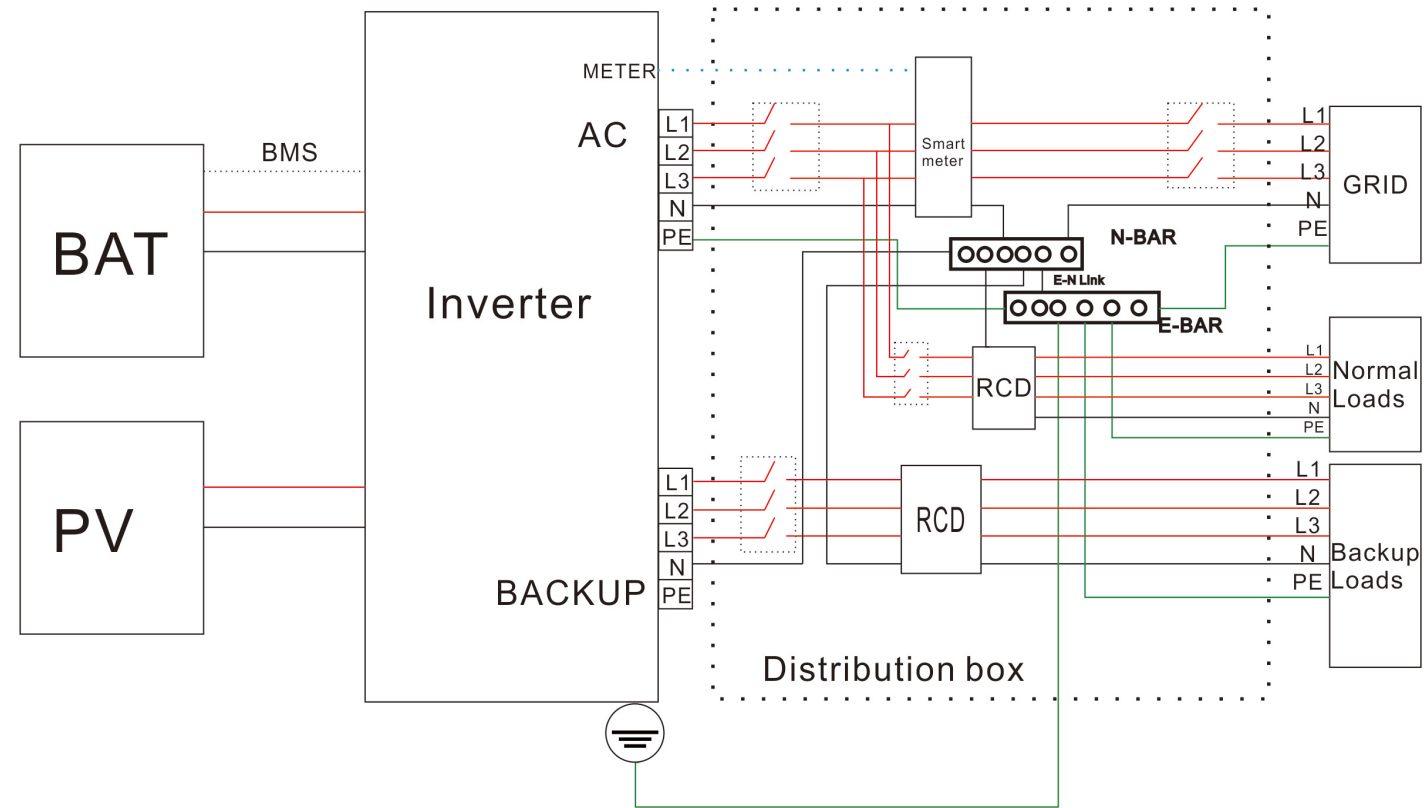 METER
AC
L1
L2
L3
N
PE
BMS
BAT
Inverter
Smart
meter
L1
L2
L3
N
PE
GRID
N-BAR
E-N Link
E-BAR
RCD
L1
L2
L3
N
PE
Normal
Loads
PV
BACKUP
L1
L2
L3
N
PE
RCD
L1
L2
L3
N
PE
Backup
Loads
Distribution box